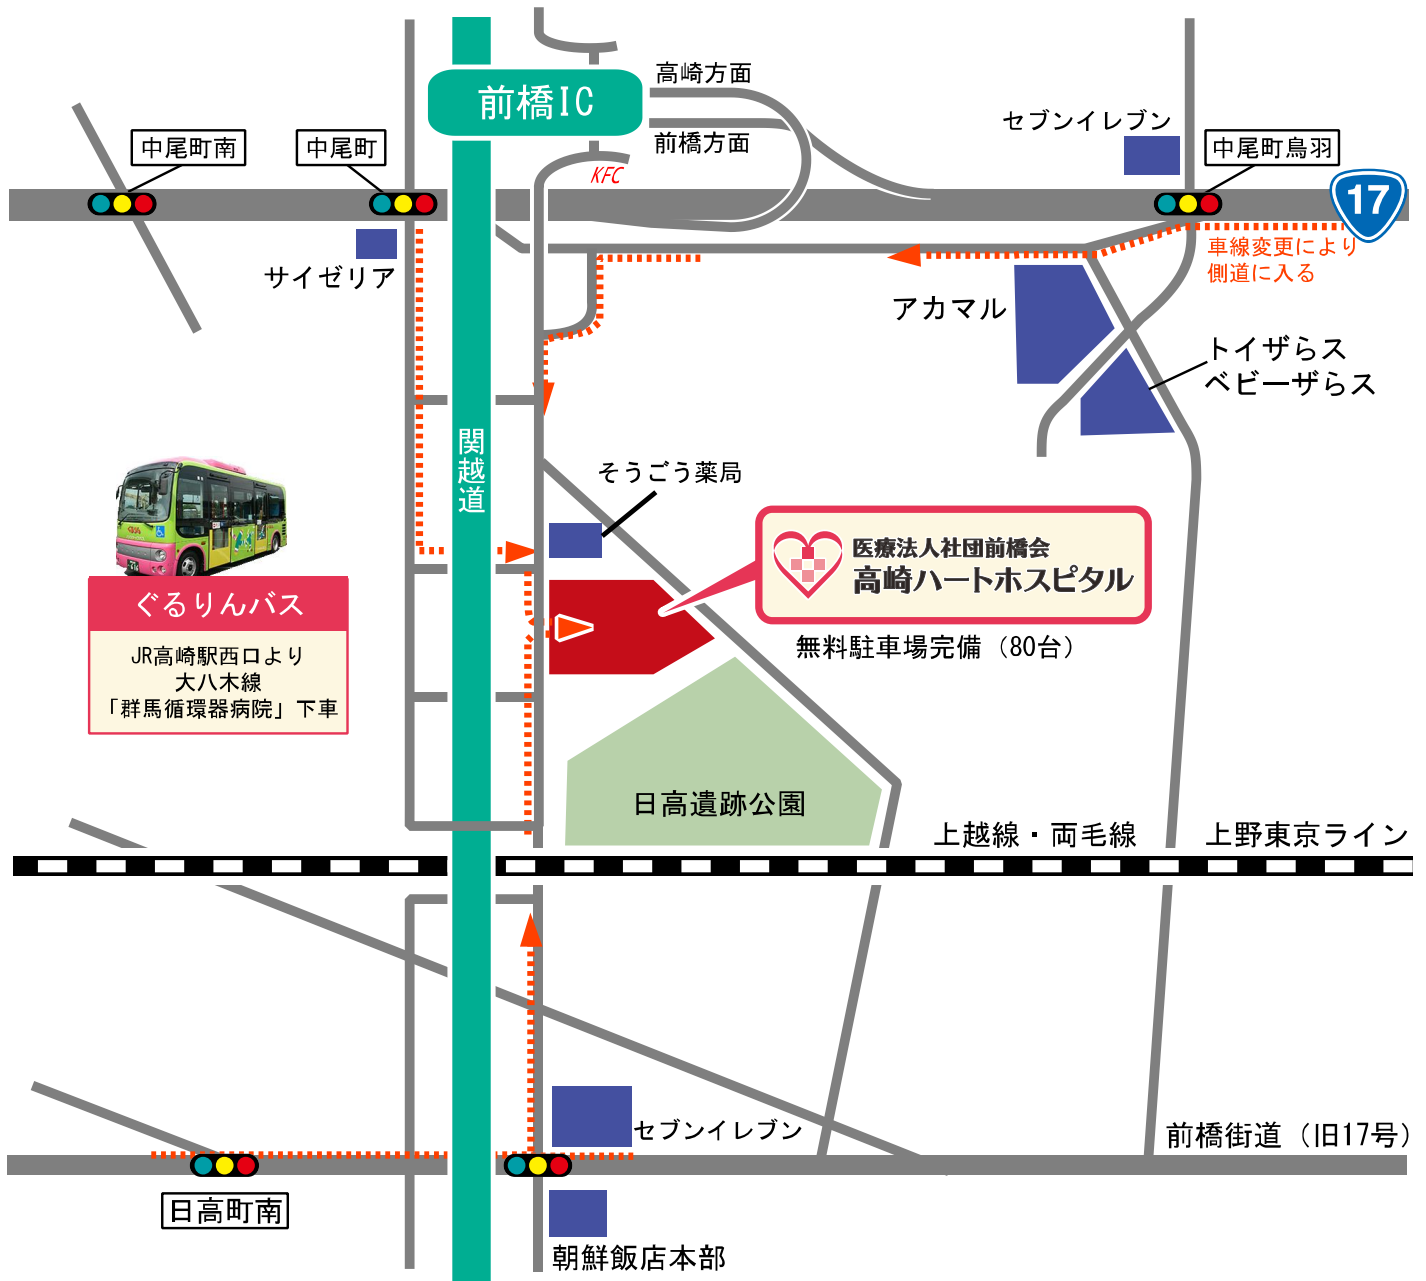 高崎方面
前橋IC
前橋方面
KFC
セブンイレブン
中尾町南
中尾町
中尾町鳥羽
17
車線変更により
側道に入る
サイゼリア
アカマル
トイザらス
ベビーザらス
関越道
そうごう薬局
医療法人社団前橋会
高崎ハートホスピタル
無料駐車場完備（80台）
ぐるりんバス
JR高崎駅西口より
大八木線
「群馬循環器病院」下車
日高遺跡公園
上越線・両毛線
上野東京ライン
セブンイレブン
前橋街道（旧17号）
日高町南
朝鮮飯店本部